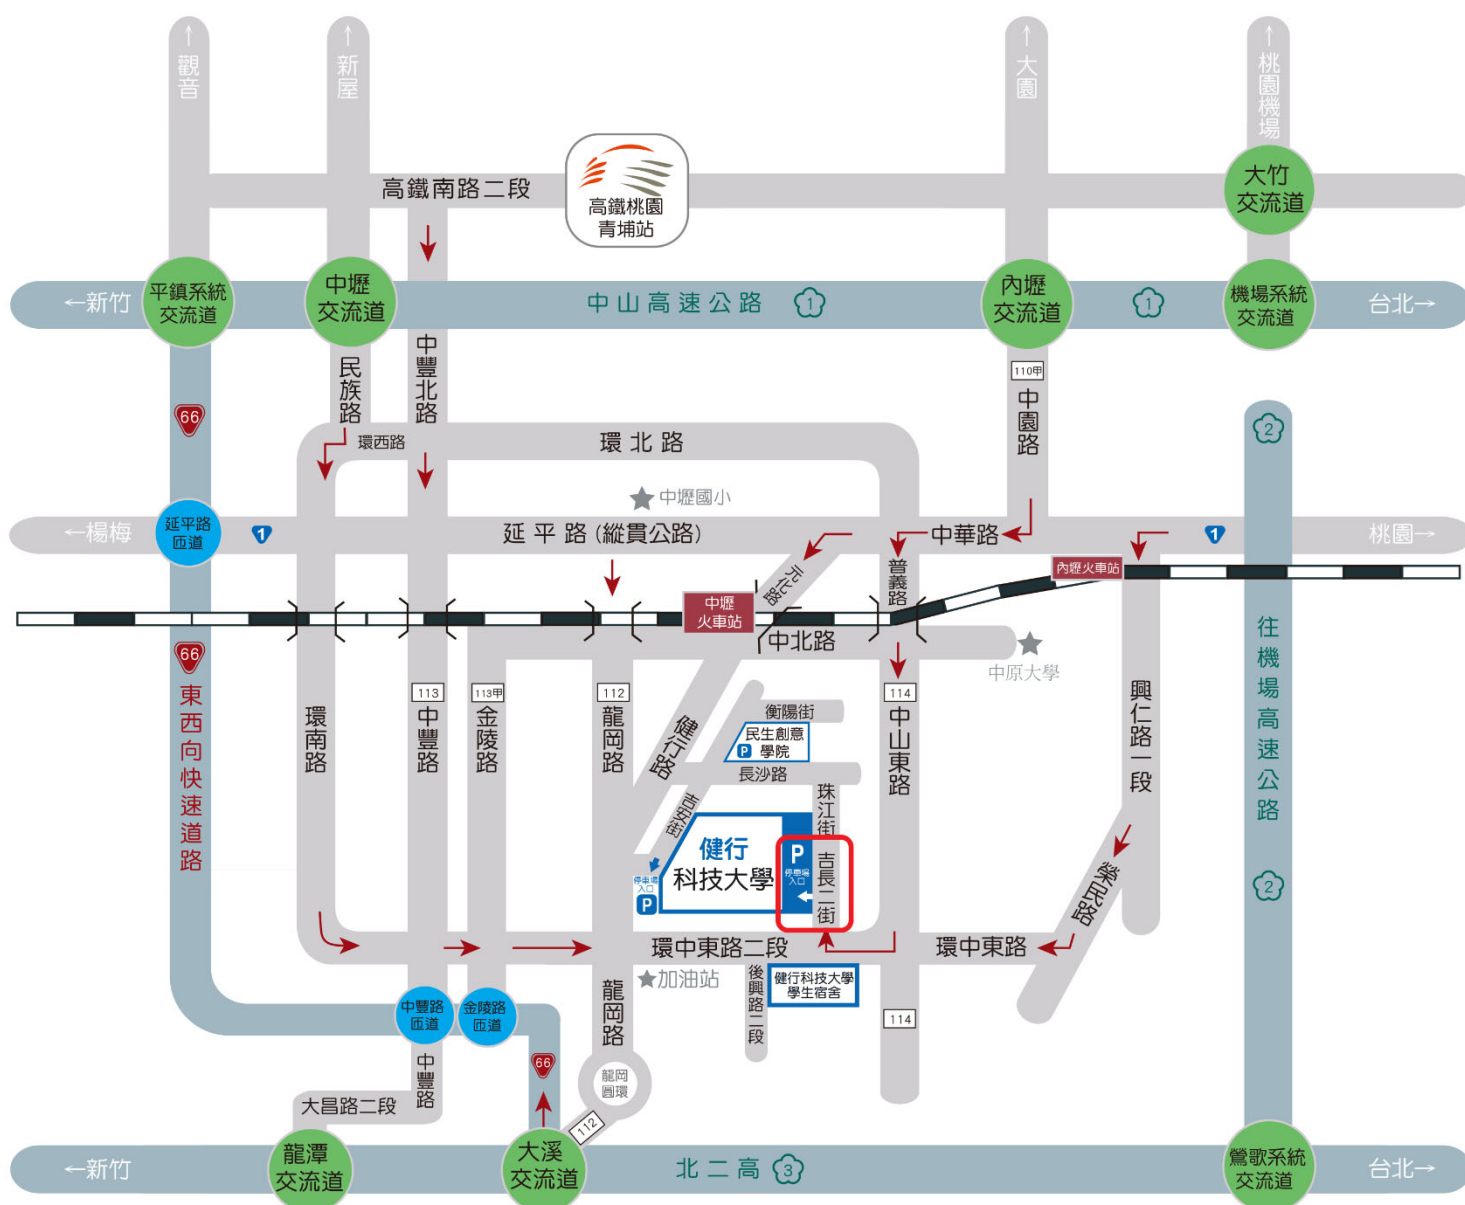 ↑觀音
↑新屋
↑大園
↑桃園機場
高鐵南路二段
高鐵桃園
青埔站
大竹
交流道
←新竹
平鎮系統
交流道
中壢
交流道
中山高速公路
1
內壢
交流道
1
機場系統
交流道
台北→
民族路
中豐北路
110甲
中園路
66
環西路
環北路
2
中壢國小
←楊梅
延平路
匝道
1
延平路(縱貫公路)
中華路
1
桃園→
元化路
普義路
內壢火車站
中壢
火車站
中北路
中原大學
往機場高速公路
66
東西向快速道路
環南路
113
中豐路
113甲
金陵路
112
龍岡路
健行路
衡陽街
民生創意
P 學院
長沙路
114
中山東路
興仁路一段
吉安街
珠江街
健行
科技大學
P
停車場
入口
吉長二街
停車場
入口
P
榮民路
2
環中東路二段
環中東路
加油站
後興路二段
健行科技大學
學生宿舍
龍岡路
中豐路
匝道
金陵路
匝道
114
66
中豐路
龍岡
圓環
大昌路二段
112
←新竹
龍潭
交流道
大溪
交流道
北二高
3
鶯歌系統
交流道
台北→